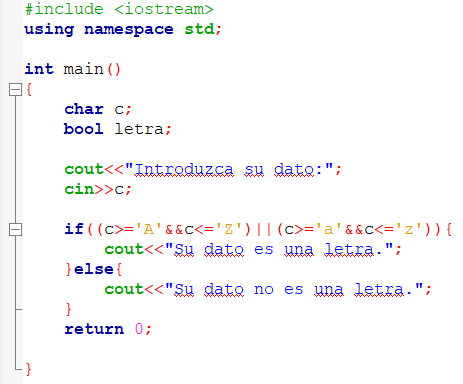 #include <iostream>
using namespace std;
int main()
{
char c;
bool letra;
cout<<"Introduzca su dato:";
cin>>c;
if((c>='A'&&c<='Z')||(c>='a'&&c<='z')){
cout<<"Su dato es una letra.";
}else{
cout<<"Su dato no es una letra.";
}
return 0;
}